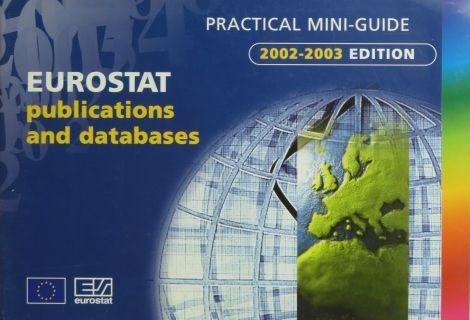 PRACTICAL MINI-GUIDE
2002-2003 EDITION
EUROSTAT
publications
and databases
eurostat